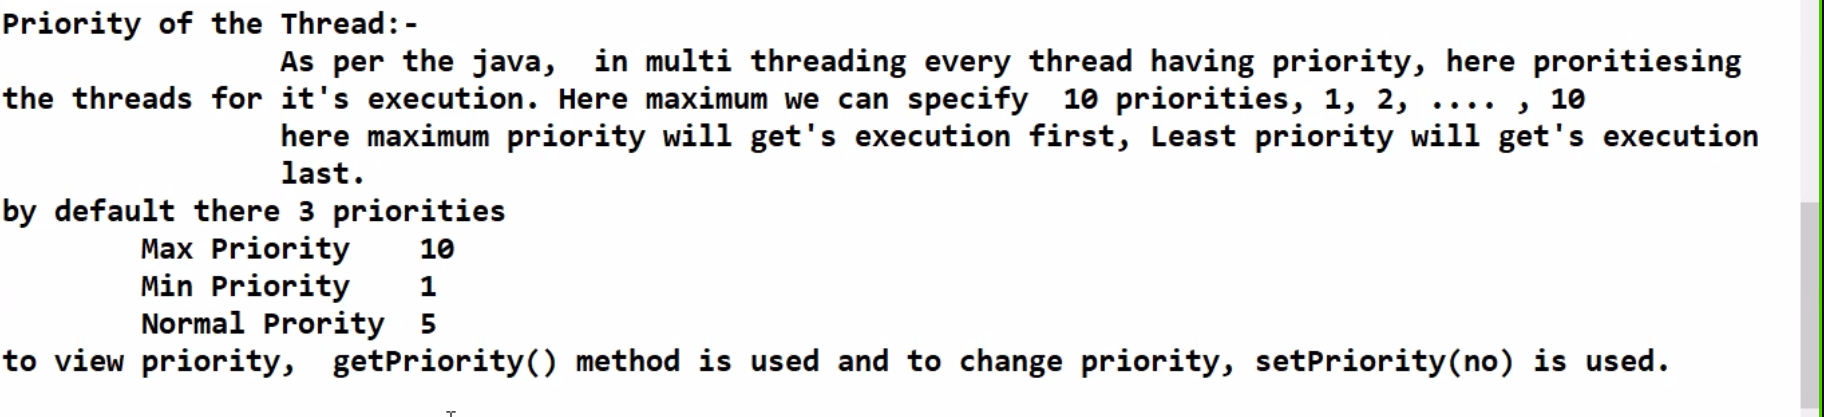 Priority of the Thread:-
As per the java,  in multi threading every thread having priority, here proritiesing
the threads for it's execution. Here maximum we can specify  10 priorities, 1, 2, .... , 10
here maximum priority will get's execution first, Least priority will get's execution
last.
by default there 3 priorities
Max Priority    10
Min Priority    1
Normal Prority  5
to view priority,  getPriority() method is used and to change priority, setPriority(no) is used.